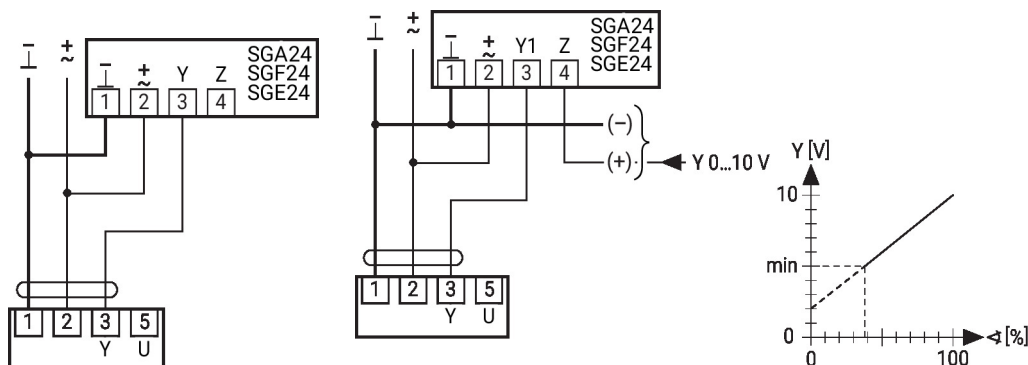 – +
⊥ ~
SGA24
SGF24
SGE24
– +
⊥ ~ Y Z
1 2 3 4
1 2 3 5
Y U
– +
⊥ ~
SGA24
SGF24
SGE24
– +
⊥ ~ Y1 Z
1 2 3 4
(–)
(+) Y 0...10 V
1 2 3 5
Y U
Y [V]
10
min
0
0 100
∢ [%]